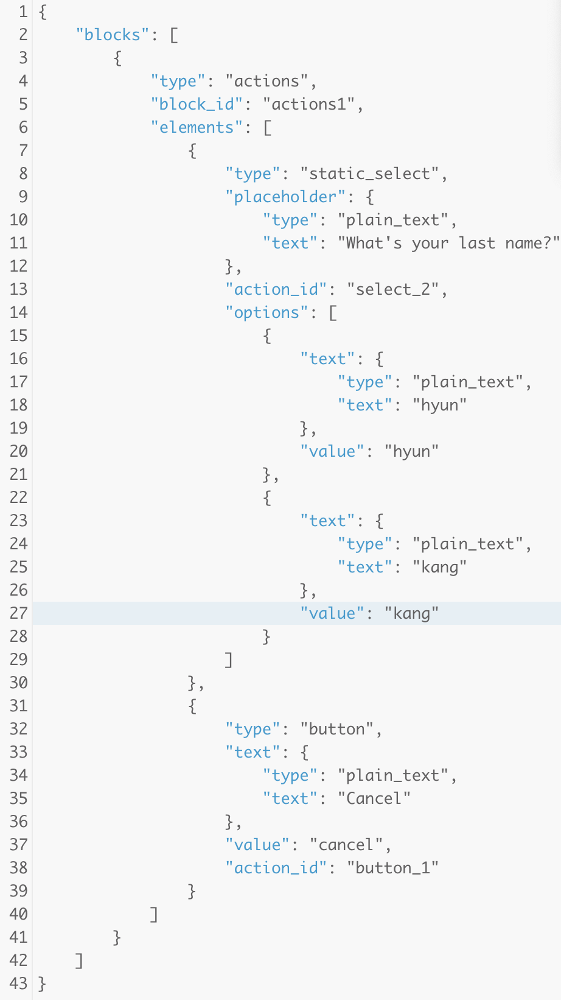 1 {
2     "blocks": [
3         {
4             "type": "actions",
5             "block_id": "actions1",
6             "elements": [
7                 {
8                     "type": "static_select",
9                     "placeholder": {
10                         "type": "plain_text",
11                         "text": "What's your last name?"
12                     },
13                     "action_id": "select_2",
14                     "options": [
15                         {
16                             "text": {
17                                 "type": "plain_text",
18                                 "text": "hyun"
19                             },
20                             "value": "hyun"
21                         },
22                         {
23                             "text": {
24                                 "type": "plain_text",
25                                 "text": "kang"
26                             },
27                             "value": "kang"
28                         }
29                     ]
30                 },
31                 {
32                     "type": "button",
33                     "text": {
34                         "type": "plain_text",
35                         "text": "Cancel"
36                     },
37                     "value": "cancel",
38                     "action_id": "button_1"
39                 }
40             ]
41         }
42     ]
43 }